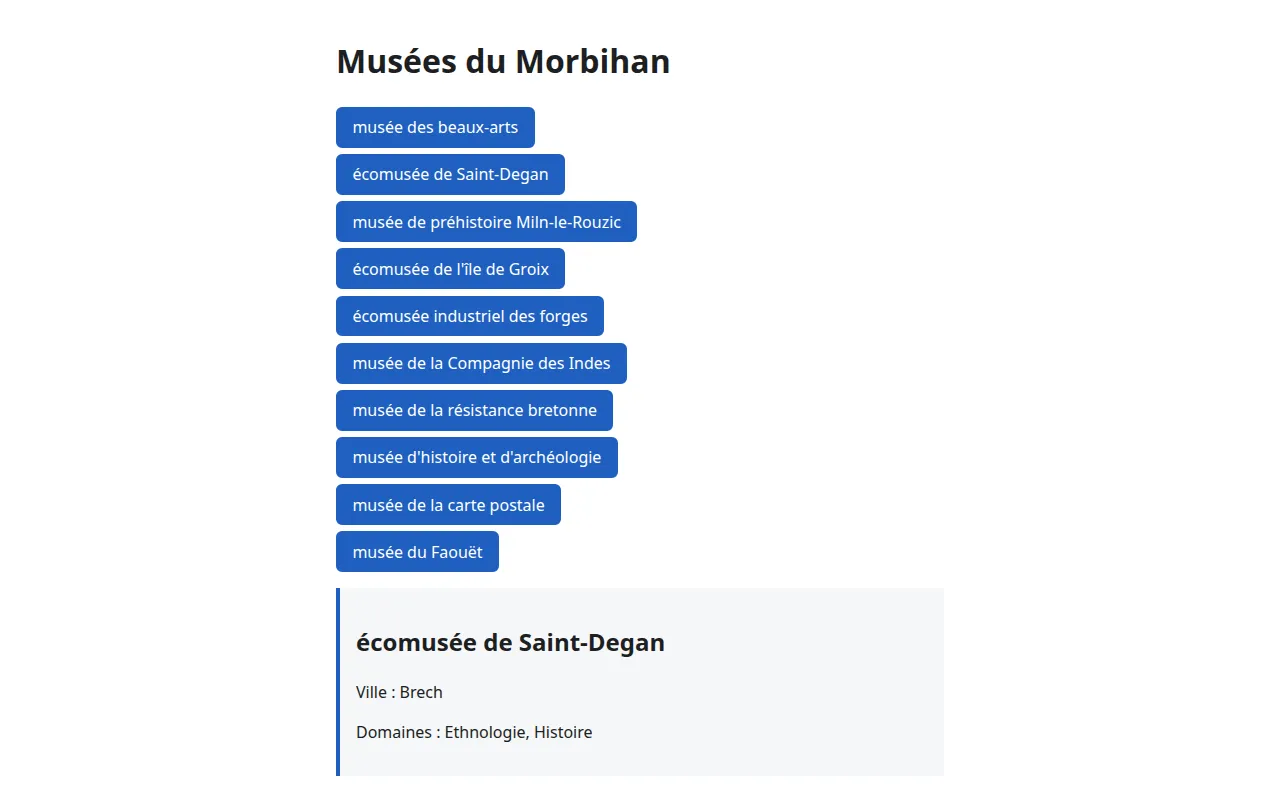 Musées du Morbihan
musée des beaux-arts
écomusée de Saint-Degan
musée de préhistoire Miln-le-Rouzic
écomusée de l'île de Groix
écomusée industriel des forges
musée de la Compagnie des Indes
musée de la résistance bretonne
musée d'histoire et d'archéologie
musée de la carte postale
musée du Faouët
écomusée de Saint-Degan
Ville : Brech
Domaines : Ethnologie, Histoire